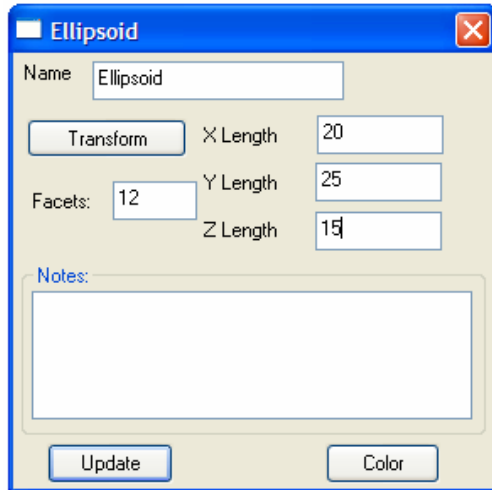 Ellipsoid
Name Ellipsoid
Transform X Length 20
Facets: 12 Y Length 25
Z Length 15
Notes:
Update Color